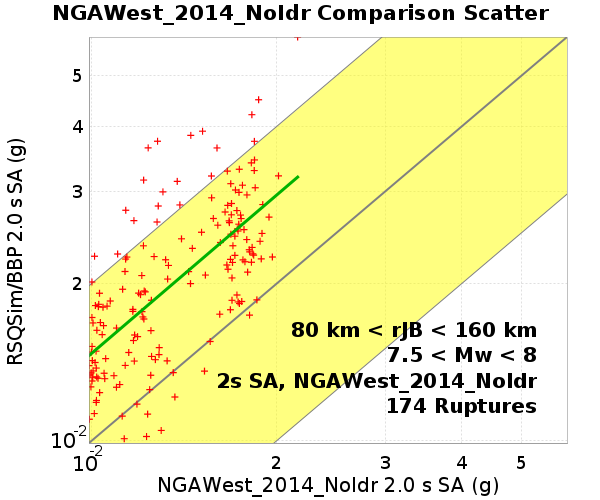 NGAWest_2014_NoIdr Comparison Scatter
RSQSim/BBP 2.0 s SA (g)
5
4
3
2
10^-2
80 km < rJB < 160 km
7.5 < Mw < 8
2s SA, NGAWest_2014_NoIdr
174 Ruptures
10^-2
2 3 4 5
NGAWest_2014_NoIdr 2.0 s SA (g)